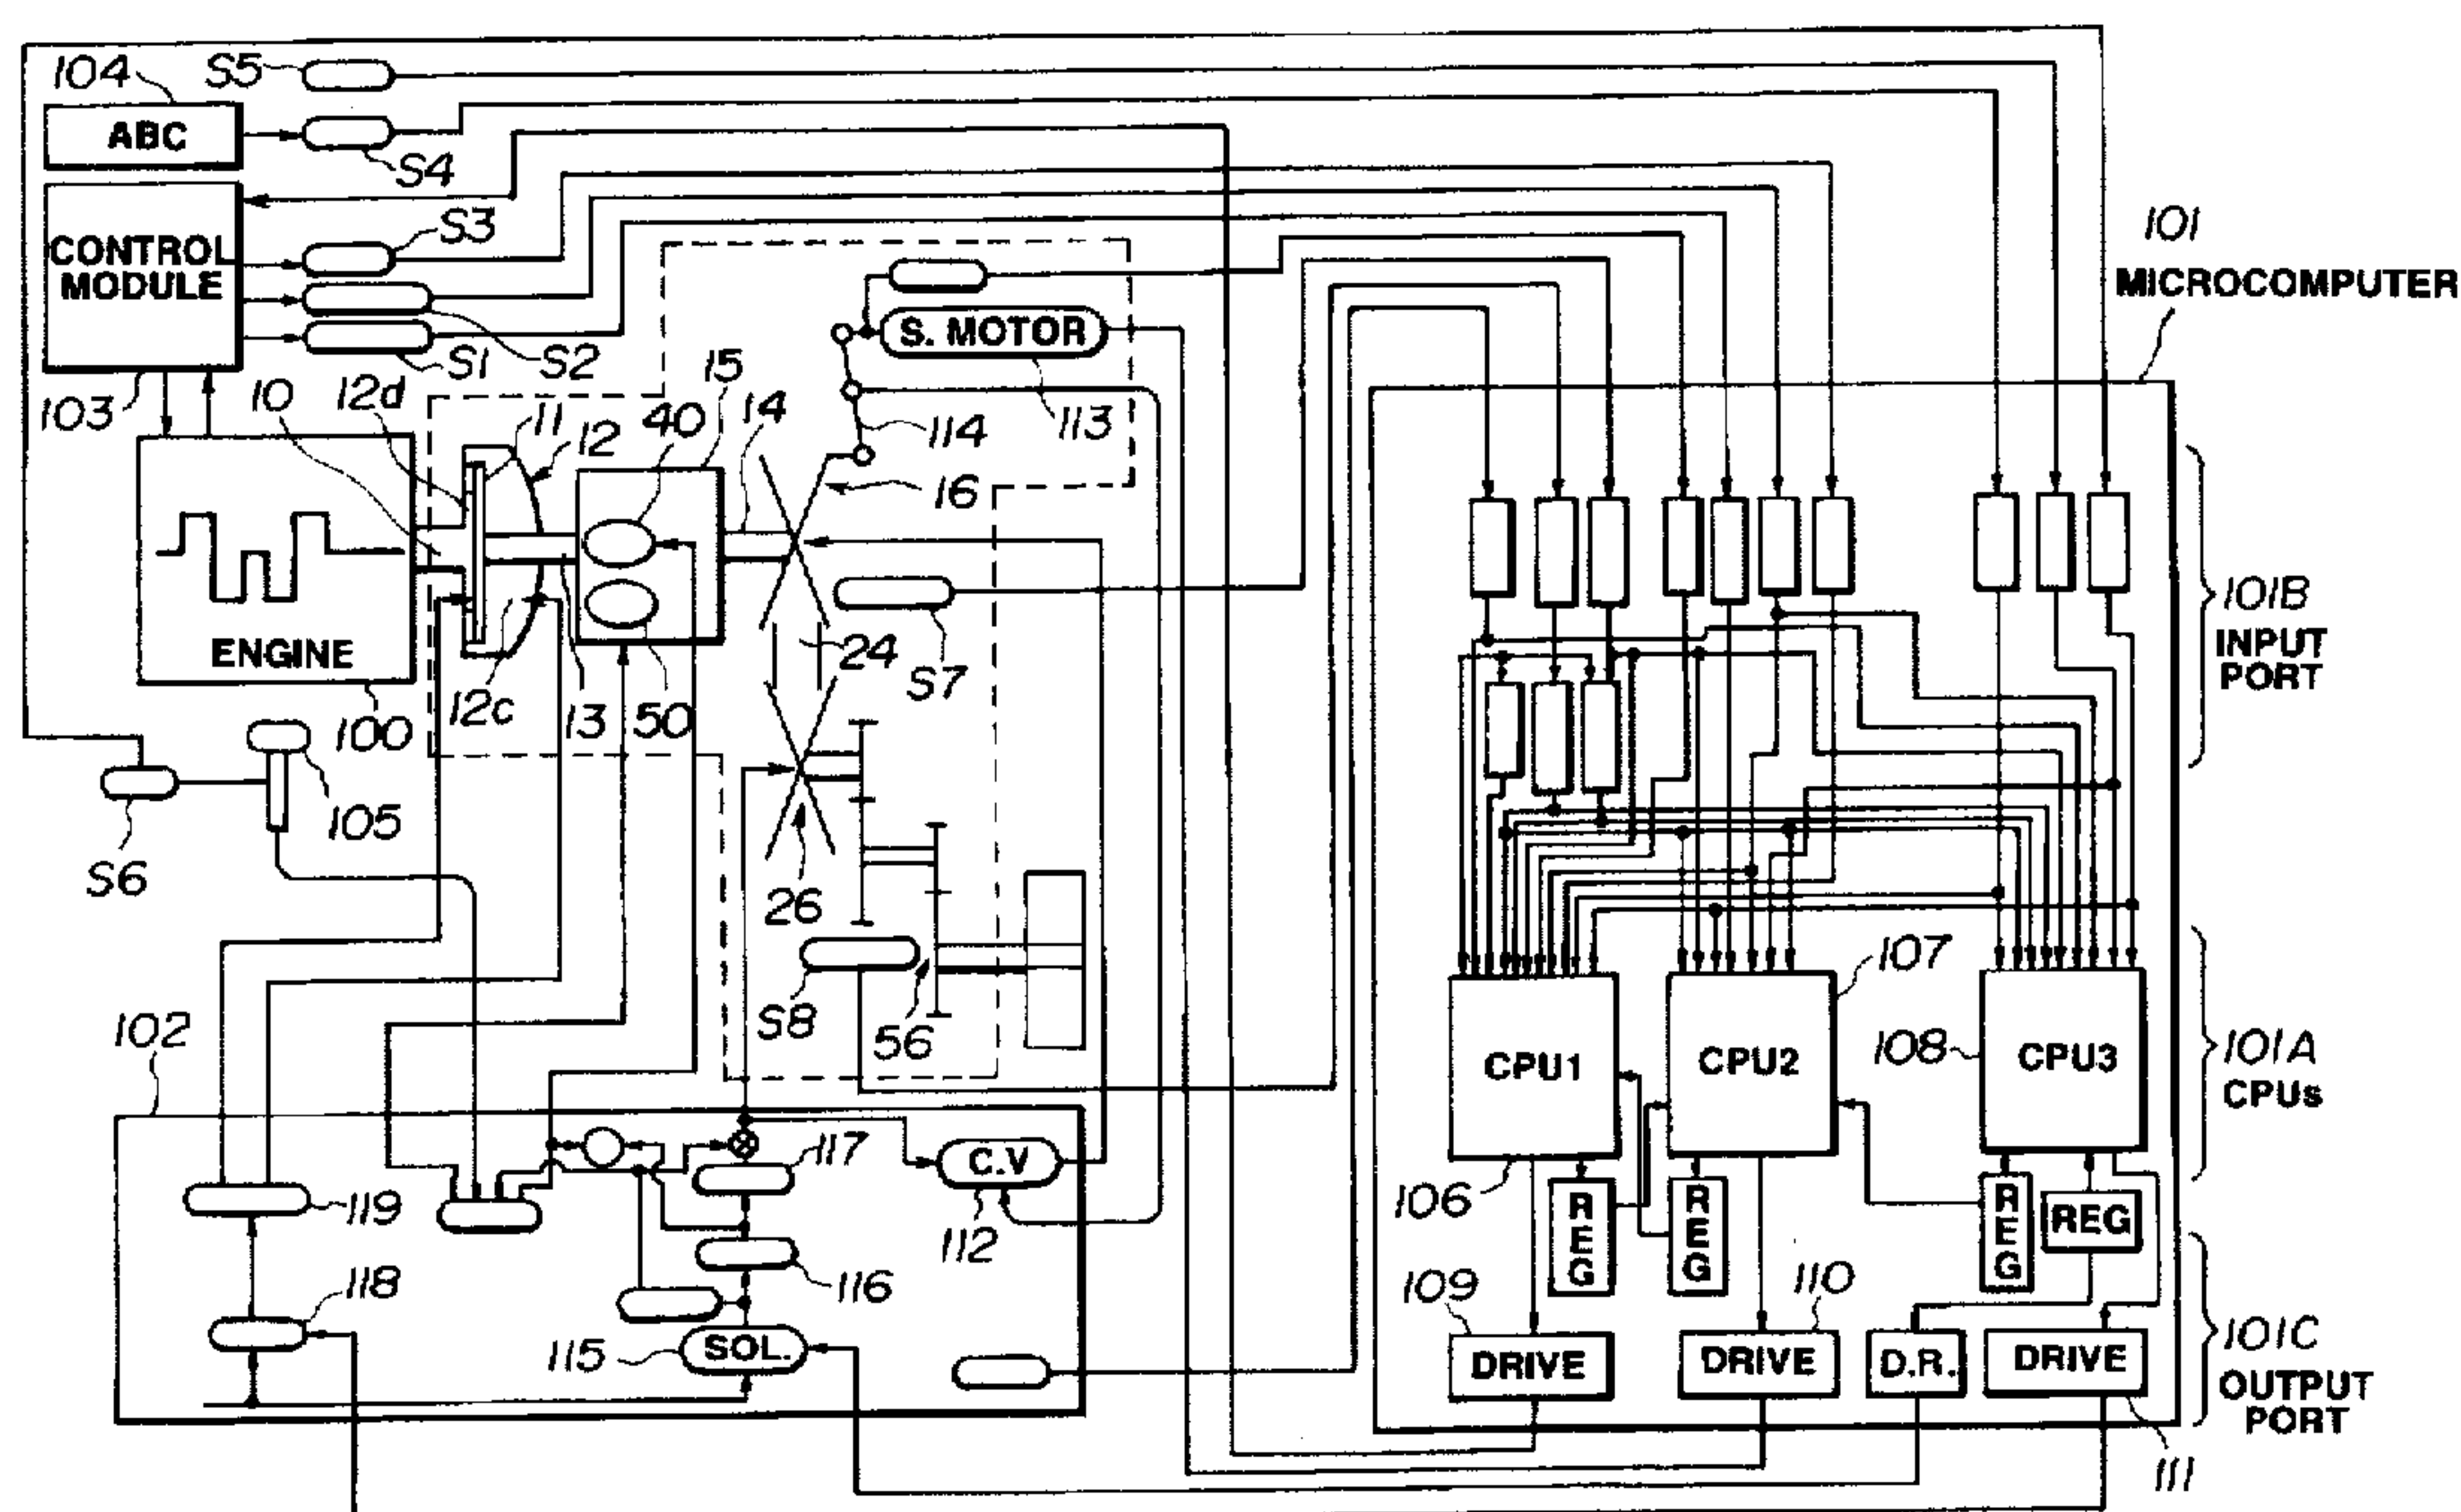 104
S5
ABC
S4
CONTROL
MODULE
S3
S2
S1
103
101
MICROCOMPUTER
S. MOTOR
113
114
10
12d
11
12
40
15
14
16
ENGINE
100
12c
13
50
24
S7
101B
INPUT
PORT
105
S6
26
S8
56
107
108
CPU1
CPU2
CPU3
101A
CPUs
102
117
C.V
112
119
116
118
115
SOL.
106
REG
REG
REG
REG
109
110
DRIVE
DRIVE
D.R.
DRIVE
101C
OUTPUT
PORT
111